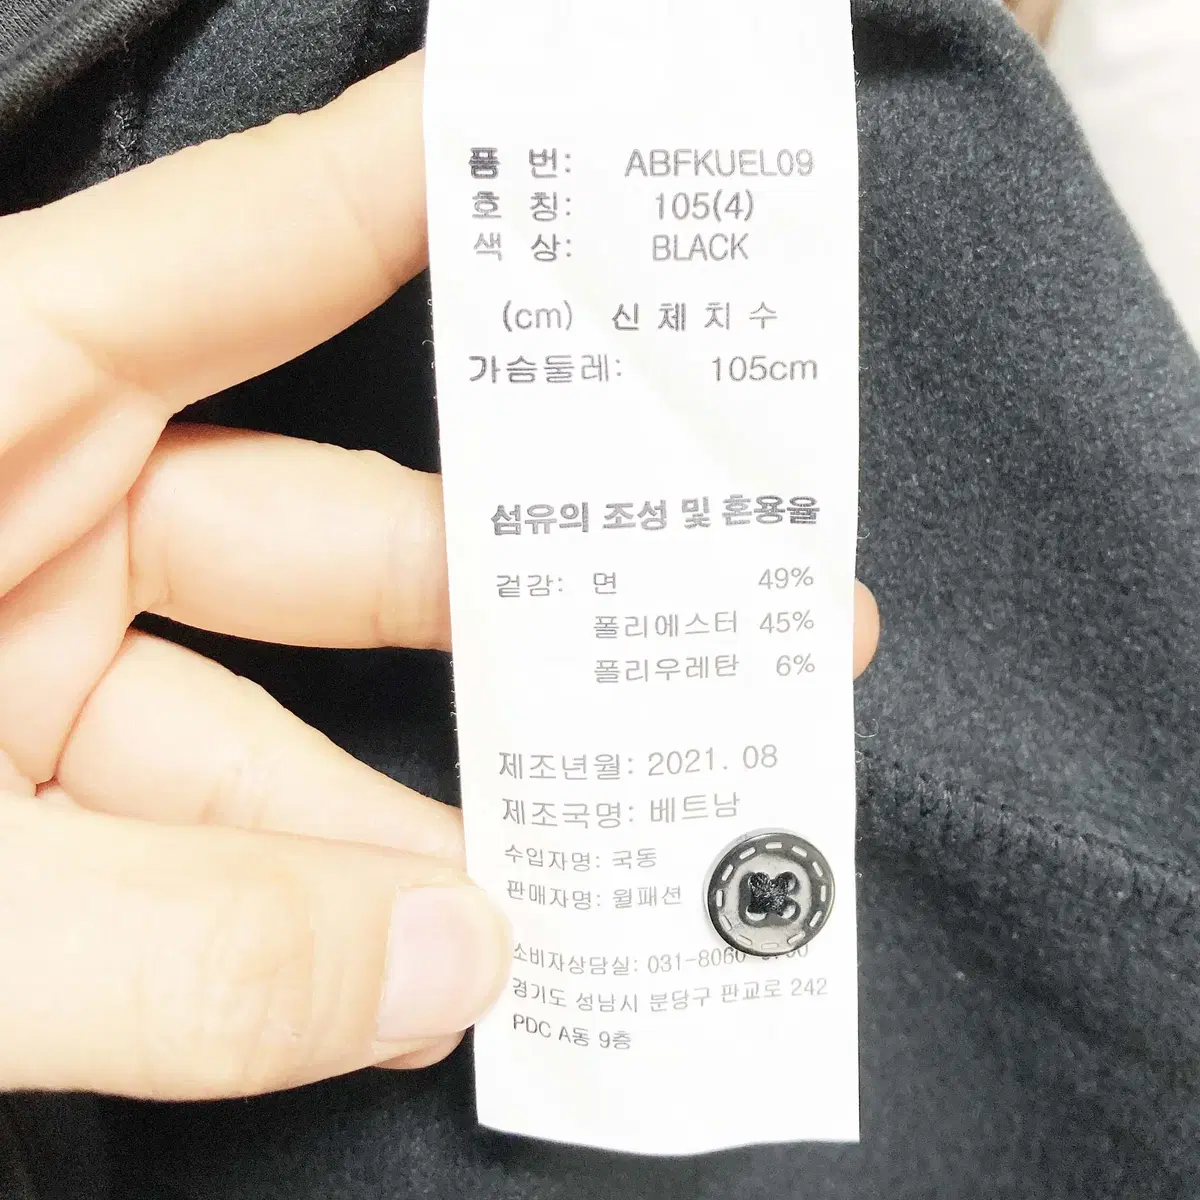 품 번: ABFKUEL09
호 칭: 105(4)
색 상: BLACK
(cm) 신 체 치 수
가슴둘레: 105cm
섬유의 조성 및 혼용율
겉감: 면 49%
폴리에스터 45%
폴리우레탄 6%
제조년월: 2021. 08
제조국명: 베트남
수입자명: 국동
판매자명: 월패션
소비자상담실:
경기도 성남시 분당구 판교로 242
PDC A동 9층